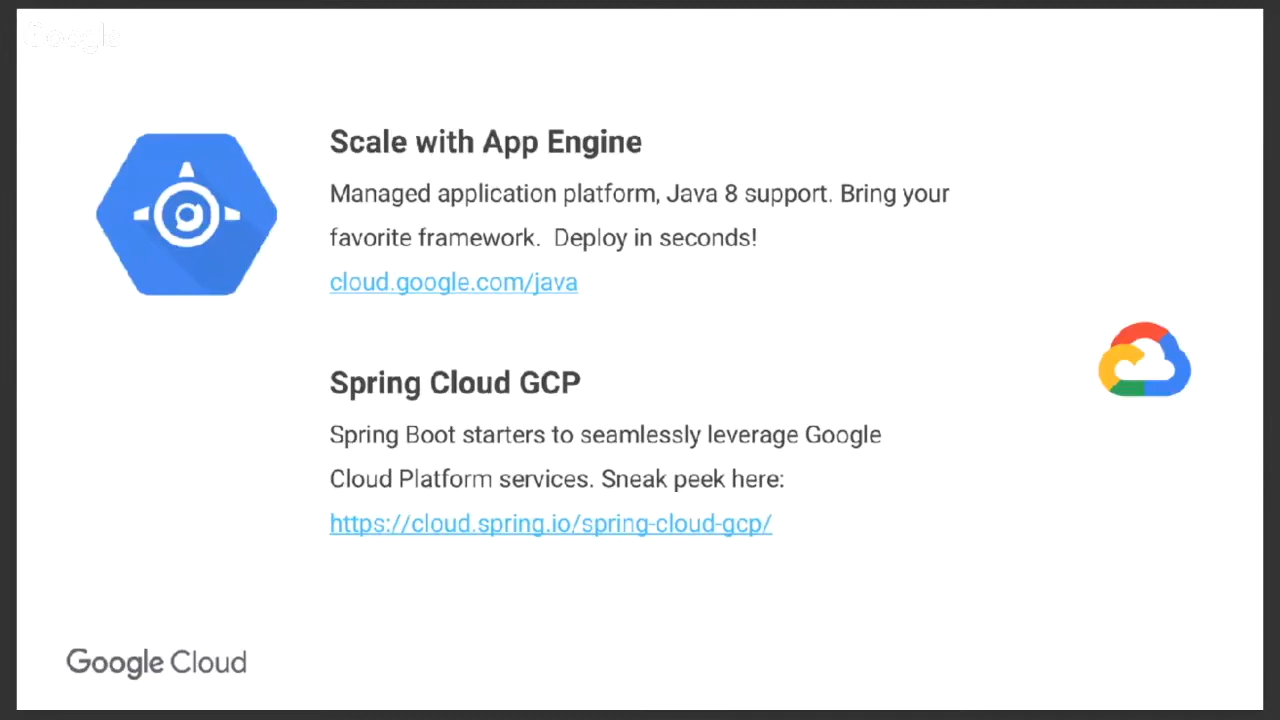 Google
Scale with App Engine
Managed application platform, Java 8 support. Bring your
favorite framework.  Deploy in seconds!
cloud.google.com/java
Spring Cloud GCP
Spring Boot starters to seamlessly leverage Google
Cloud Platform services. Sneak peek here:
https://cloud.spring.io/spring-cloud-gcp/
Google Cloud